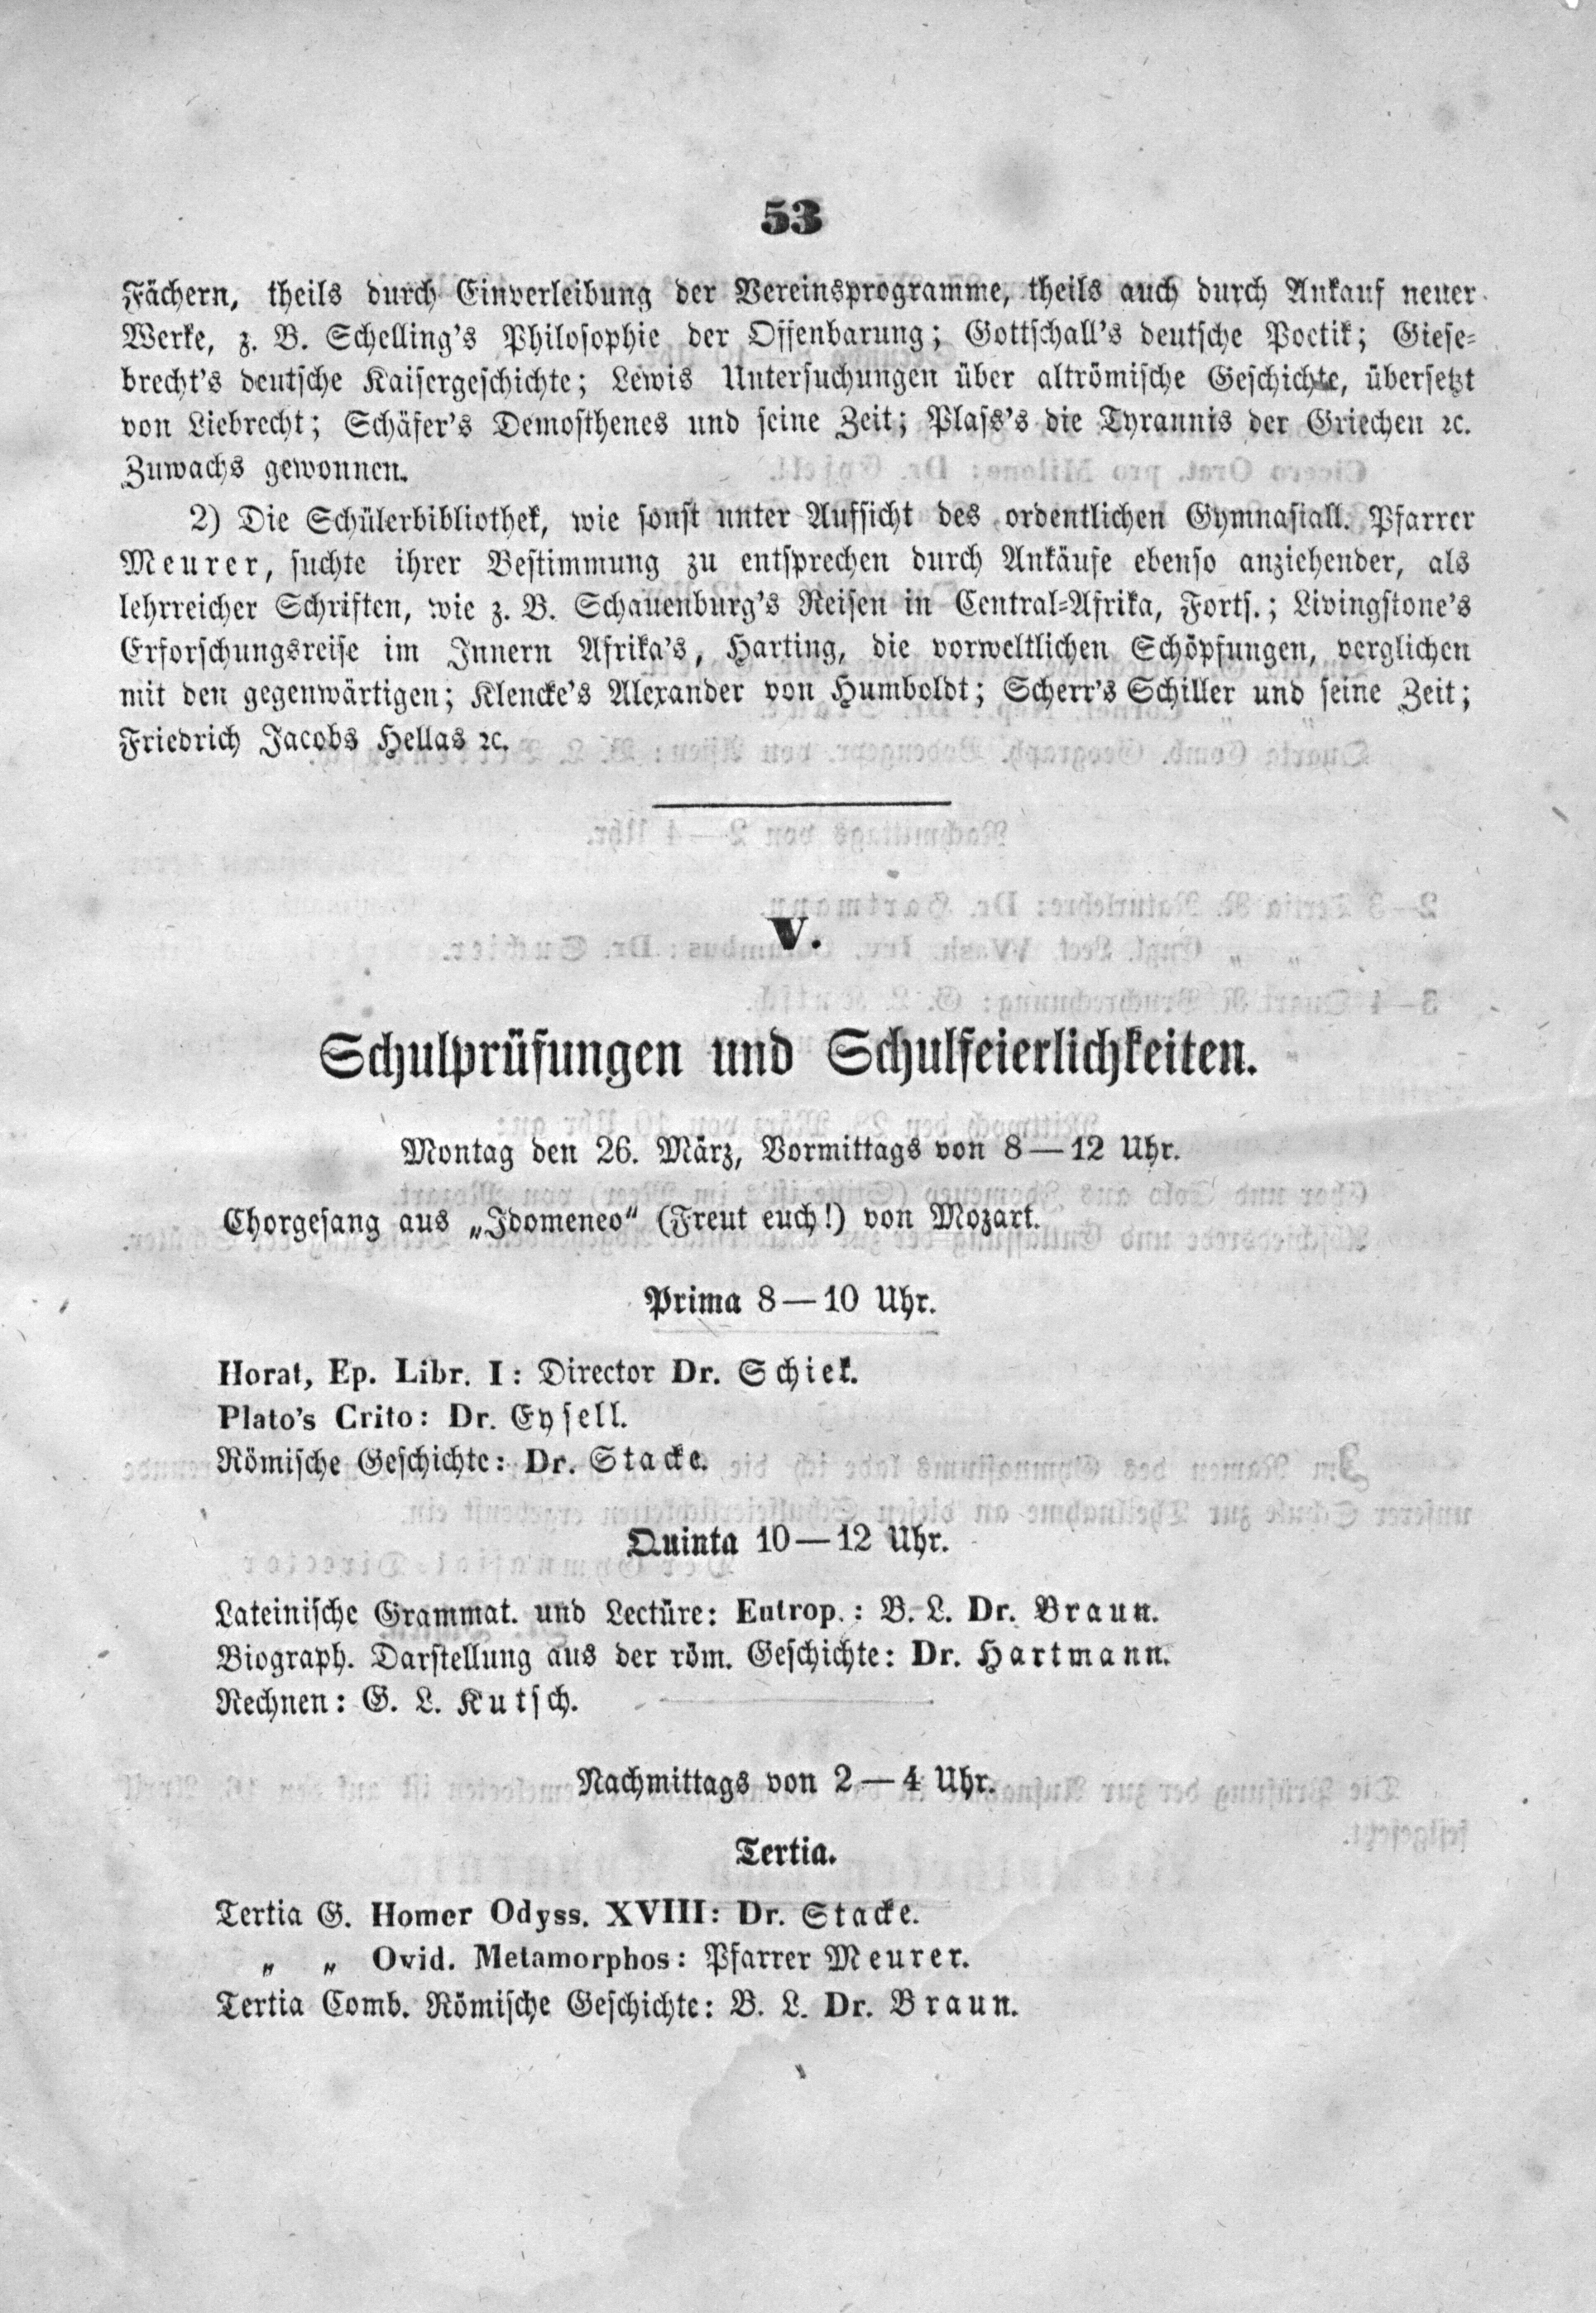 53
Fächern, theils durch Einverleibung der Vereinsprogramme, theils auch durch Ankauf neuer
Werke, z. B. Schelling's Philosophie der Offenbarung; Gottschall's deutsche Poetik; Giese-
brecht's deutsche Kaisergeschichte; Lewis Untersuchungen über altrömische Geschichte, übersetzt
von Liebrecht; Schäfer's Demosthenes und seine Zeit; Plass's die Tyrannis der Griechen ꝛc.
Zuwachs gewonnen.
2) Die Schülerbibliothek, wie sonst unter Aufsicht des ordentlichen Gymnasiall. Pfarrer
Meurer, suchte ihrer Bestimmung zu entsprechen durch Ankäufe ebenso anziehender, als
lehrreicher Schriften, wie z. B. Schauenburg's Reisen in Central-Afrika, Forts.; Livingstone's
Erforschungsreise im Innern Afrika's, Harting, die vorweltlichen Schöpfungen, verglichen
mit den gegenwärtigen; Klencke's Alexander von Humboldt; Scherr's Schiller und seine Zeit;
Friedrich Jacobs Hellas ꝛc.
V.
Schulprüfungen und Schulfeierlichkeiten.
Montag den 26. März, Vormittags von 8—12 Uhr.
Chorgesang aus „Idomeneo“ (Freut euch!) von Mozart.
Prima 8—10 Uhr.
Horat, Ep. Libr. I: Director Dr. Schiek.
Plato's Crito: Dr. Eysell.
Römische Geschichte: Dr. Stacke.
Quinta 10—12 Uhr.
Lateinische Grammat. und Lectüre: Eutrop.: B. L. Dr. Braun.
Biograph. Darstellung aus der röm. Geschichte: Dr. Hartmann.
Rechnen: G. L. Kutsch.
Nachmittags von 2—4 Uhr.
Tertia.
Tertia G. Homer Odyss. XVIII: Dr. Stacke.
„ „ Ovid. Metamorphos: Pfarrer Meurer.
Tertia Comb. Römische Geschichte: B. L. Dr. Braun.